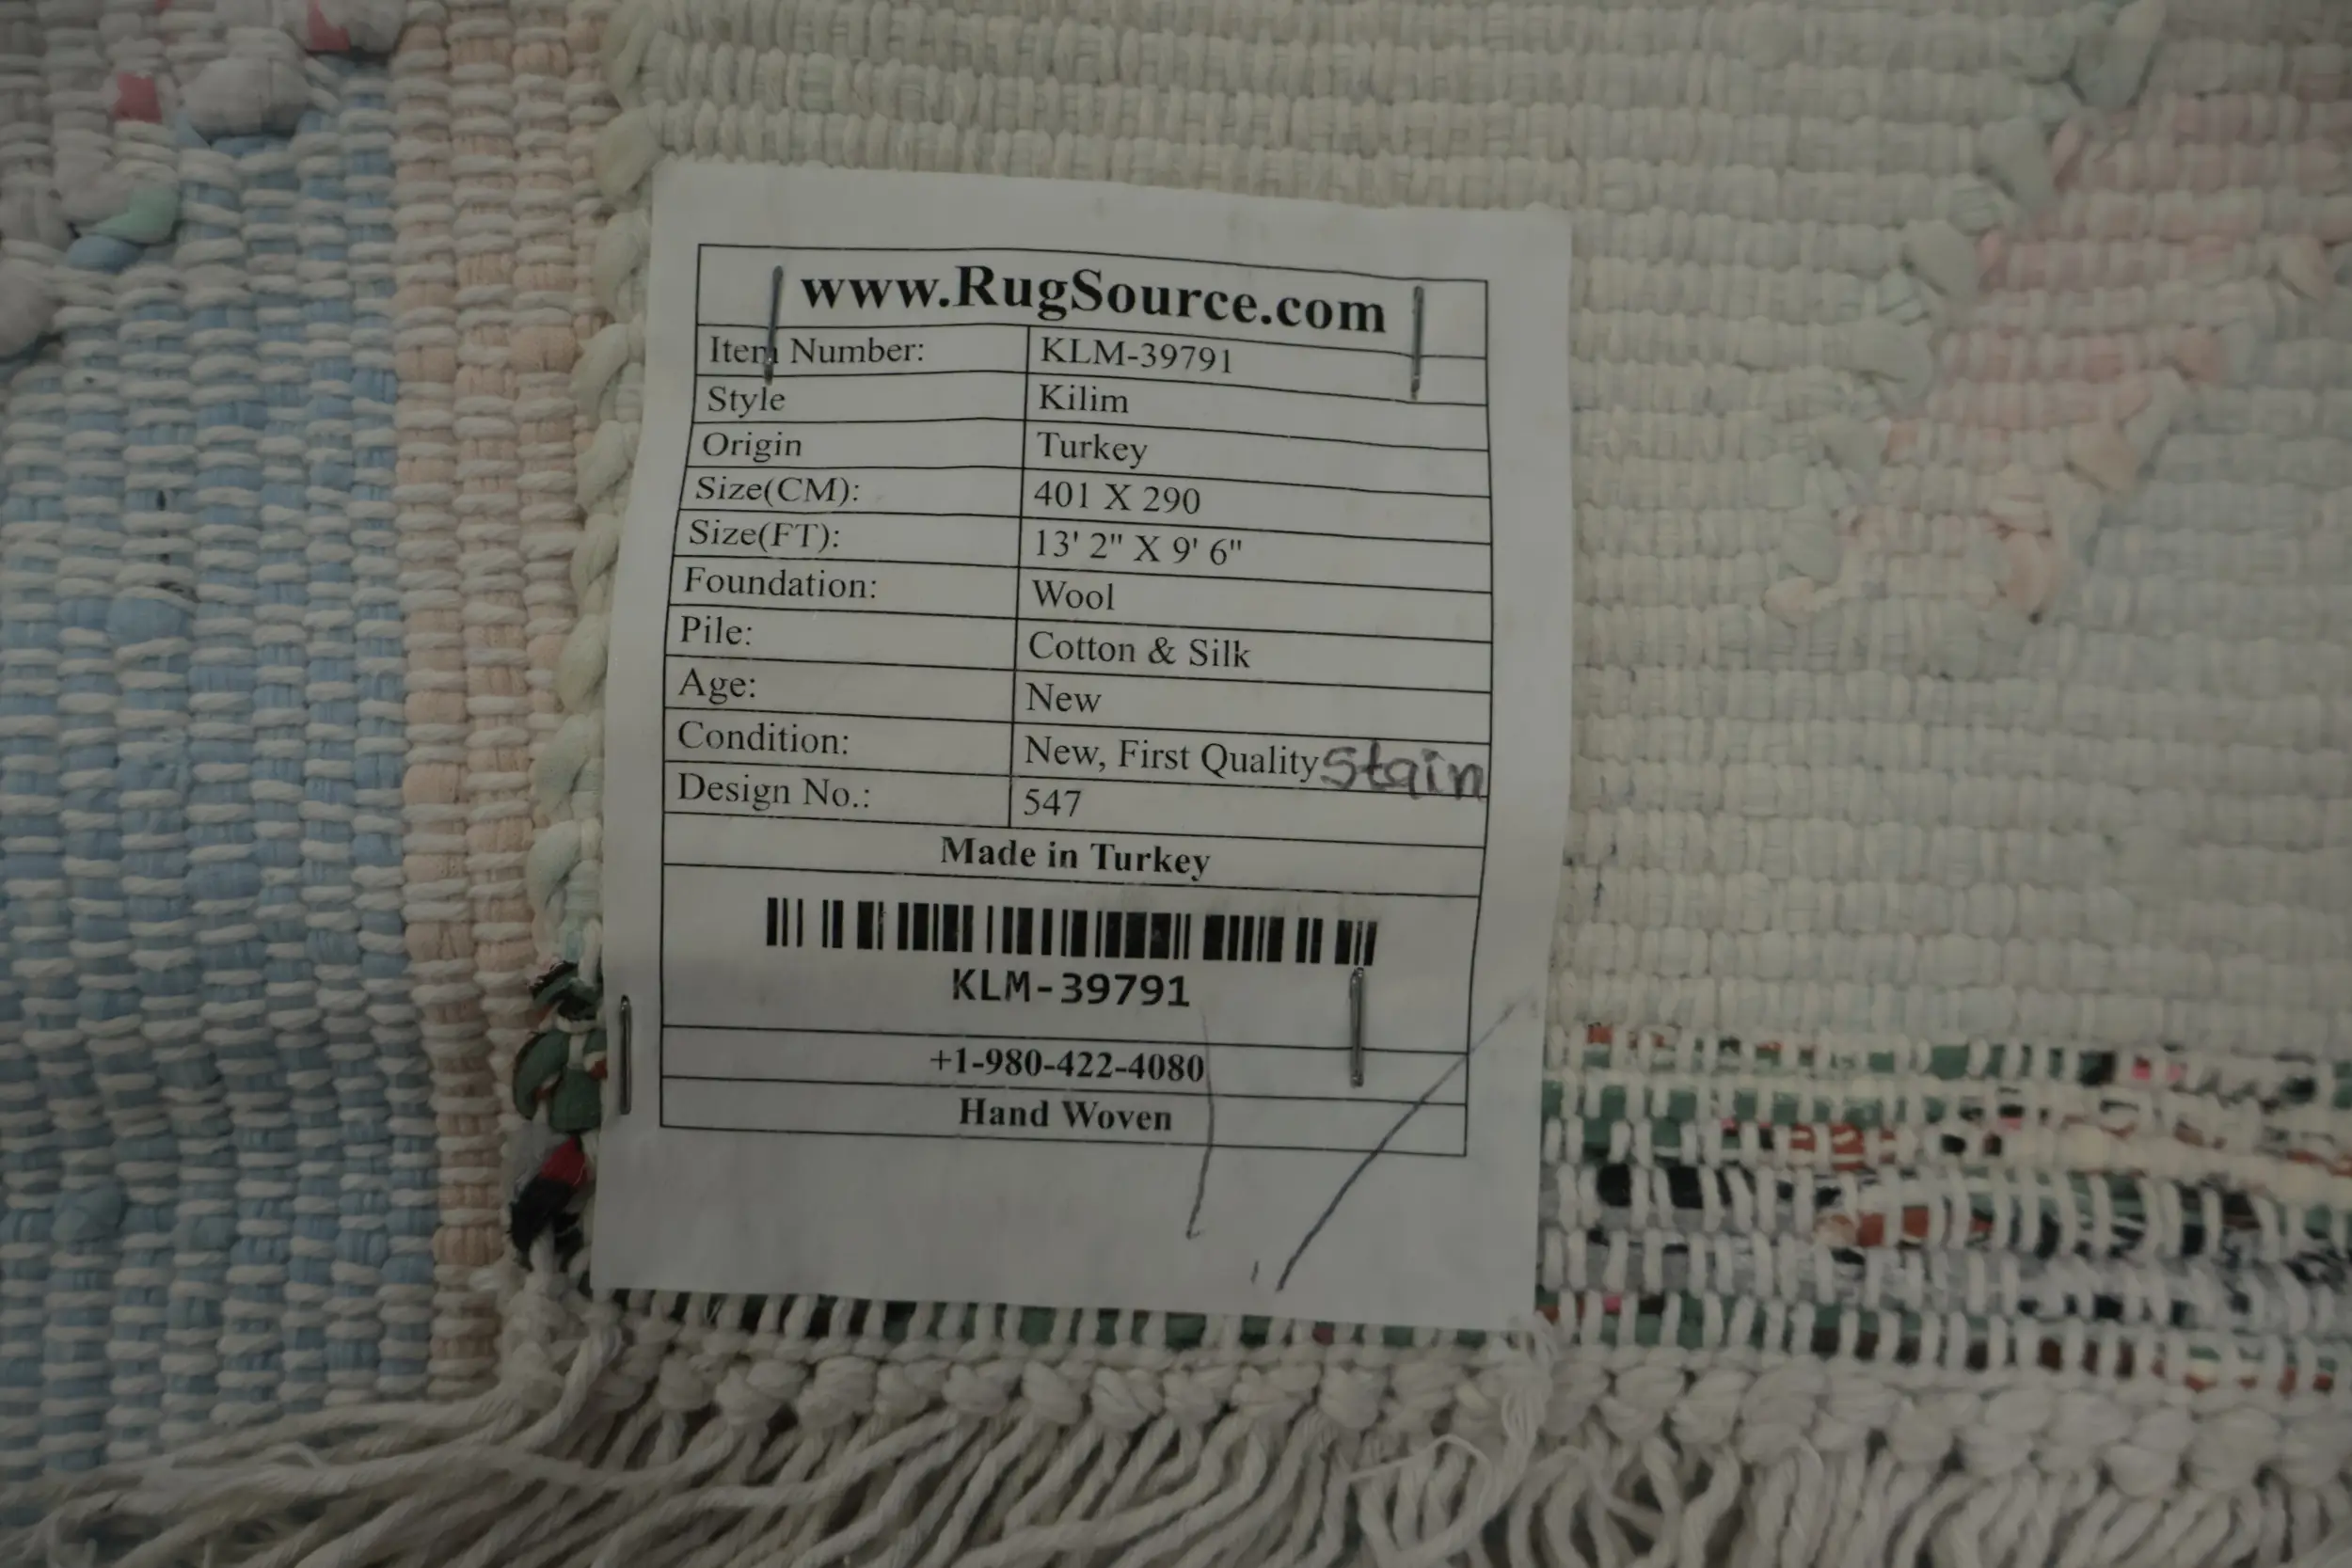 www.RugSource.com
Item Number: KLM-39791
Style Kilim
Origin Turkey
Size(CM): 401 X 290
Size(FT): 13' 2" X 9' 6"
Foundation: Wool
Pile: Cotton & Silk
Age: New
Condition: New, First Quality Stain
Design No.: 547
Made in Turkey
KLM-39791
+1-980-422-4080
Hand Woven